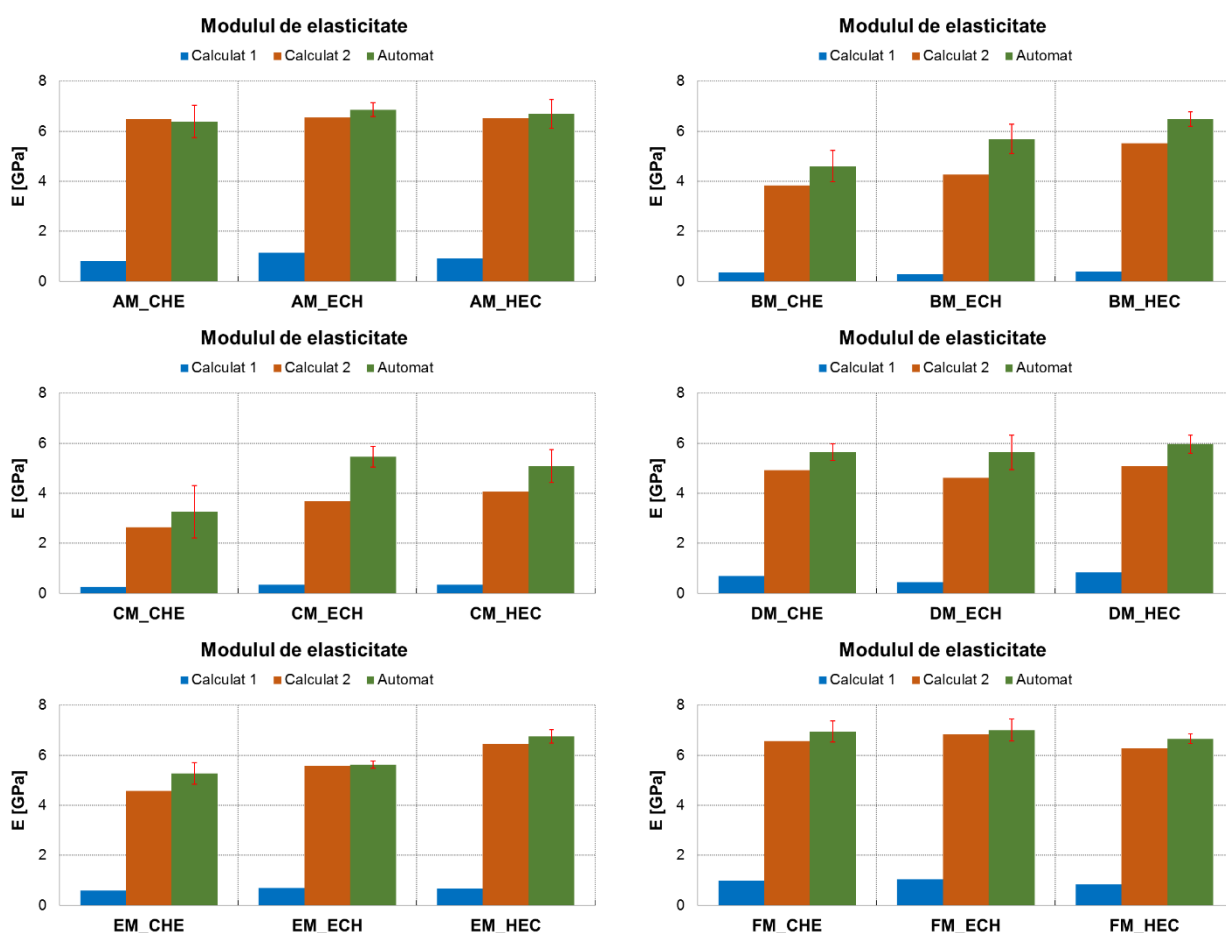 Modulul de elasticitate
Calculat 1 Calculat 2 Automat
8
6
4
2
0
E [GPa]
AM_CHE AM_ECH AM_HEC
Modulul de elasticitate
Calculat 1 Calculat 2 Automat
8
6
4
2
0
E [GPa]
BM_CHE BM_ECH BM_HEC
Modulul de elasticitate
Calculat 1 Calculat 2 Automat
8
6
4
2
0
E [GPa]
CM_CHE CM_ECH CM_HEC
Modulul de elasticitate
Calculat 1 Calculat 2 Automat
8
6
4
2
0
E [GPa]
DM_CHE DM_ECH DM_HEC
Modulul de elasticitate
Calculat 1 Calculat 2 Automat
8
6
4
2
0
E [GPa]
EM_CHE EM_ECH EM_HEC
Modulul de elasticitate
Calculat 1 Calculat 2 Automat
8
6
4
2
0
E [GPa]
FM_CHE FM_ECH FM_HEC